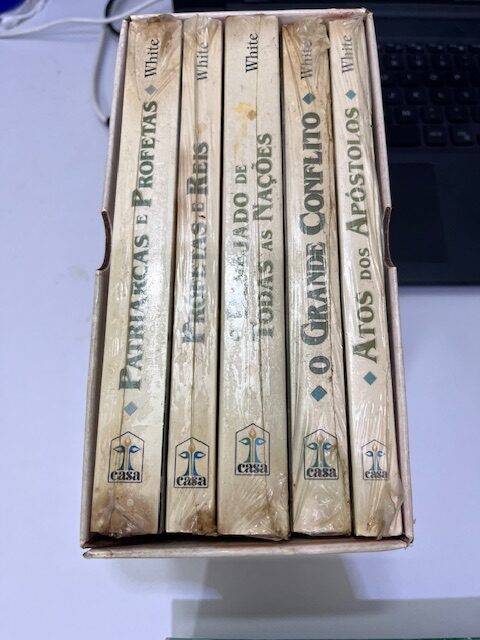 White
PATRIARCAS E PROFETAS
casa
White
PROFETAS E REIS
casa
White
DE
TODAS AS NAÇÕES
casa
White
O GRANDE CONFLITO
casa
White
ATOS DOS APÓSTOLOS
casa